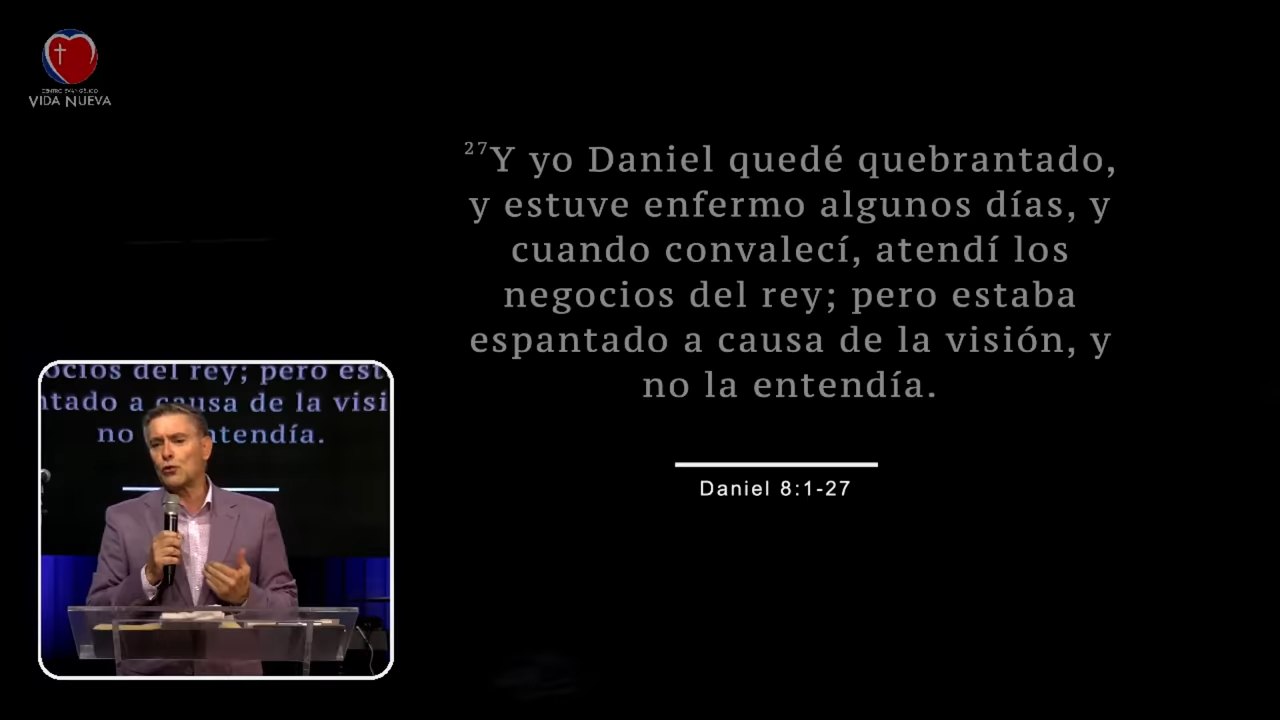 CENTRO EVANGÉLICO
VIDA NUEVA
27Y yo Daniel quedé quebrantado,
y estuve enfermo algunos días, y
cuando convalecí, atendí los
negocios del rey; pero estaba
espantado a causa de la visión, y
no la entendía.
Daniel 8:1-27
ocios del rey; pero est
ntado a causa de la visi
no entendía.